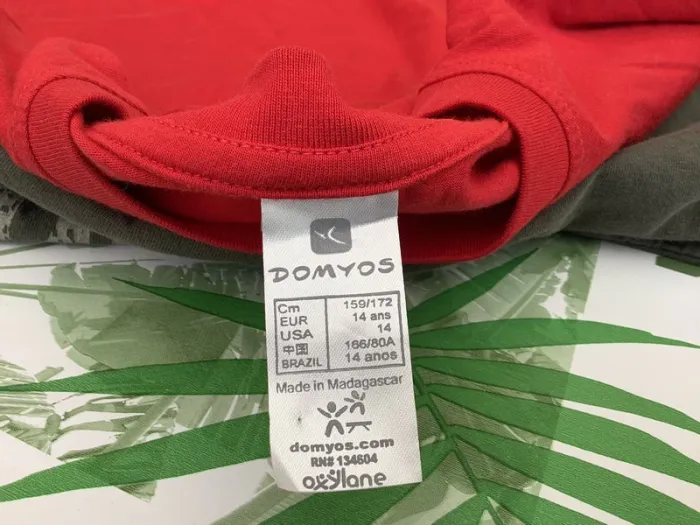 DOMYOS
Cm 159/172
EUR 14 ans
USA 14
中国 166/80A
BRAZIL 14 anos
Made in Madagascar
domyos.com
RN# 134604
oxylane